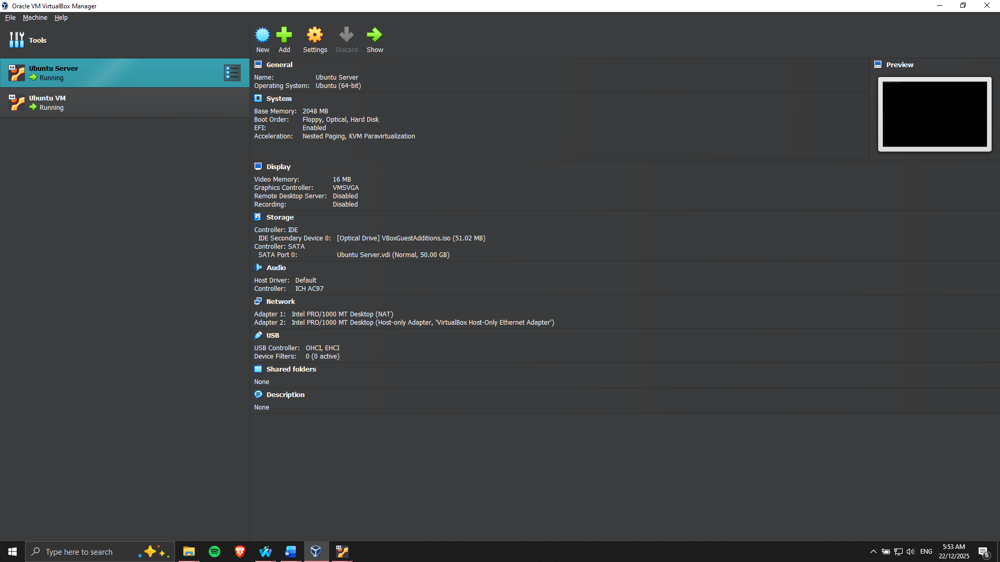 Oracle VM VirtualBox Manager
File Machine Help
Tools
New Add Settings Discard Show
64 Ubuntu Server
Running
64 Ubuntu VM
Running
General
Name: Ubuntu Server
Operating System: Ubuntu (64-bit)
System
Base Memory: 2048 MB
Boot Order: Floppy, Optical, Hard Disk
EFI: Enabled
Acceleration: Nested Paging, KVM Paravirtualization
Preview
Display
Video Memory: 16 MB
Graphics Controller: VMSVGA
Remote Desktop Server: Disabled
Recording: Disabled
Storage
Controller: IDE
IDE Secondary Device 0: [Optical Drive] VBoxGuestAdditions.iso (51.02 MB)
Controller: SATA
SATA Port 0: Ubuntu Server.vdi (Normal, 50.00 GB)
Audio
Host Driver: Default
Controller: ICH AC97
Network
Adapter 1: Intel PRO/1000 MT Desktop (NAT)
Adapter 2: Intel PRO/1000 MT Desktop (Host-only Adapter, 'VirtualBox Host-Only Ethernet Adapter')
USB
USB Controller: OHCI, EHCI
Device Filters: 0 (0 active)
Shared folders
None
Description
None
Type here to search
W
64
ENG
5:53 AM
22/12/2025
6